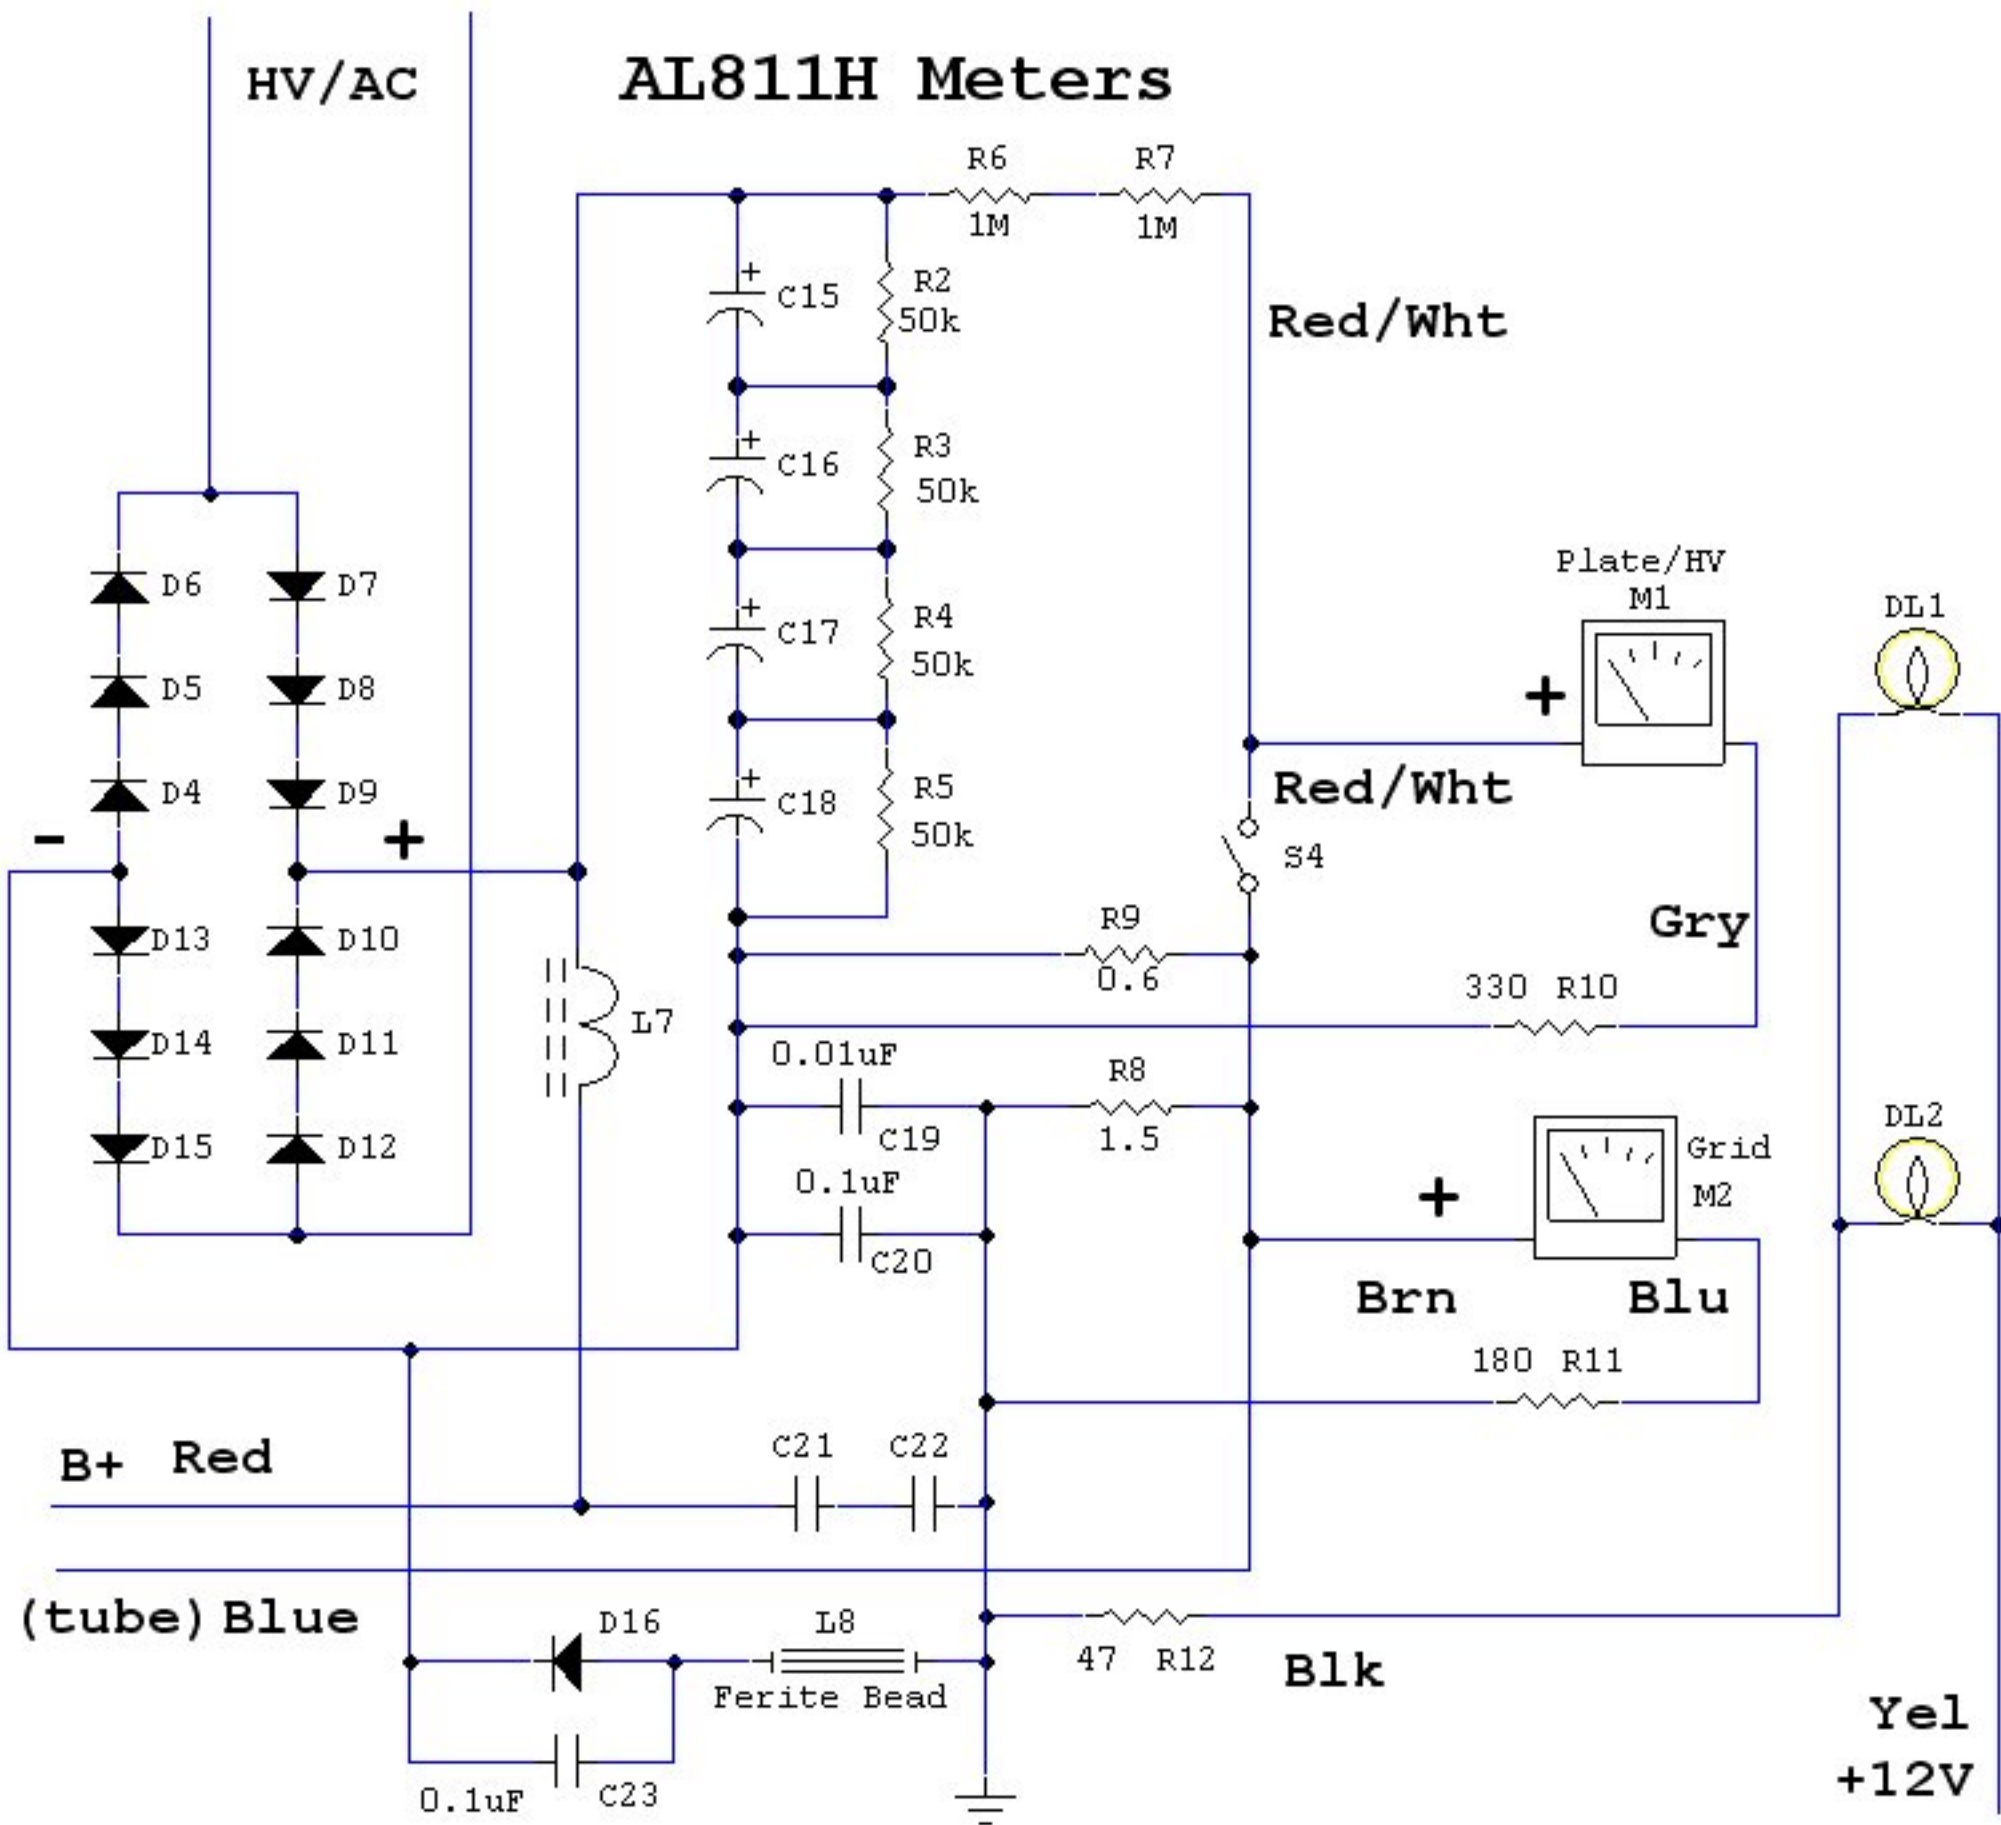 HV/AC
AL811H Meters
R6
R7
1M
1M
+
C15
R2
50k
Red/Wht
+
C16
R3
50k
Plate/HV
M1
D6
D7
+
C17
R4
50k
DL1
D5
D8
+
Red/Wht
D4
D9
+
C18
R5
50k
-
+
S4
R9
0.6
Gry
D13
D10
330 R10
L7
D14
D11
0.01uF
R8
C19
1.5
DL2
D15
D12
Grid
M2
0.1uF
+
C20
Brn
Blu
180 R11
B+ Red
C21
C22
(tube) Blue
D16
L8
47 R12
Blk
Ferite Bead
Yel
+12V
0.1uF
C23